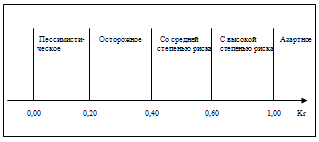 Пессимисти- Осторожное Со средней С высокой Азартное
ческое степенью риска степенью риска
0,00 0,20 0,40 0,60 1,00 Kr